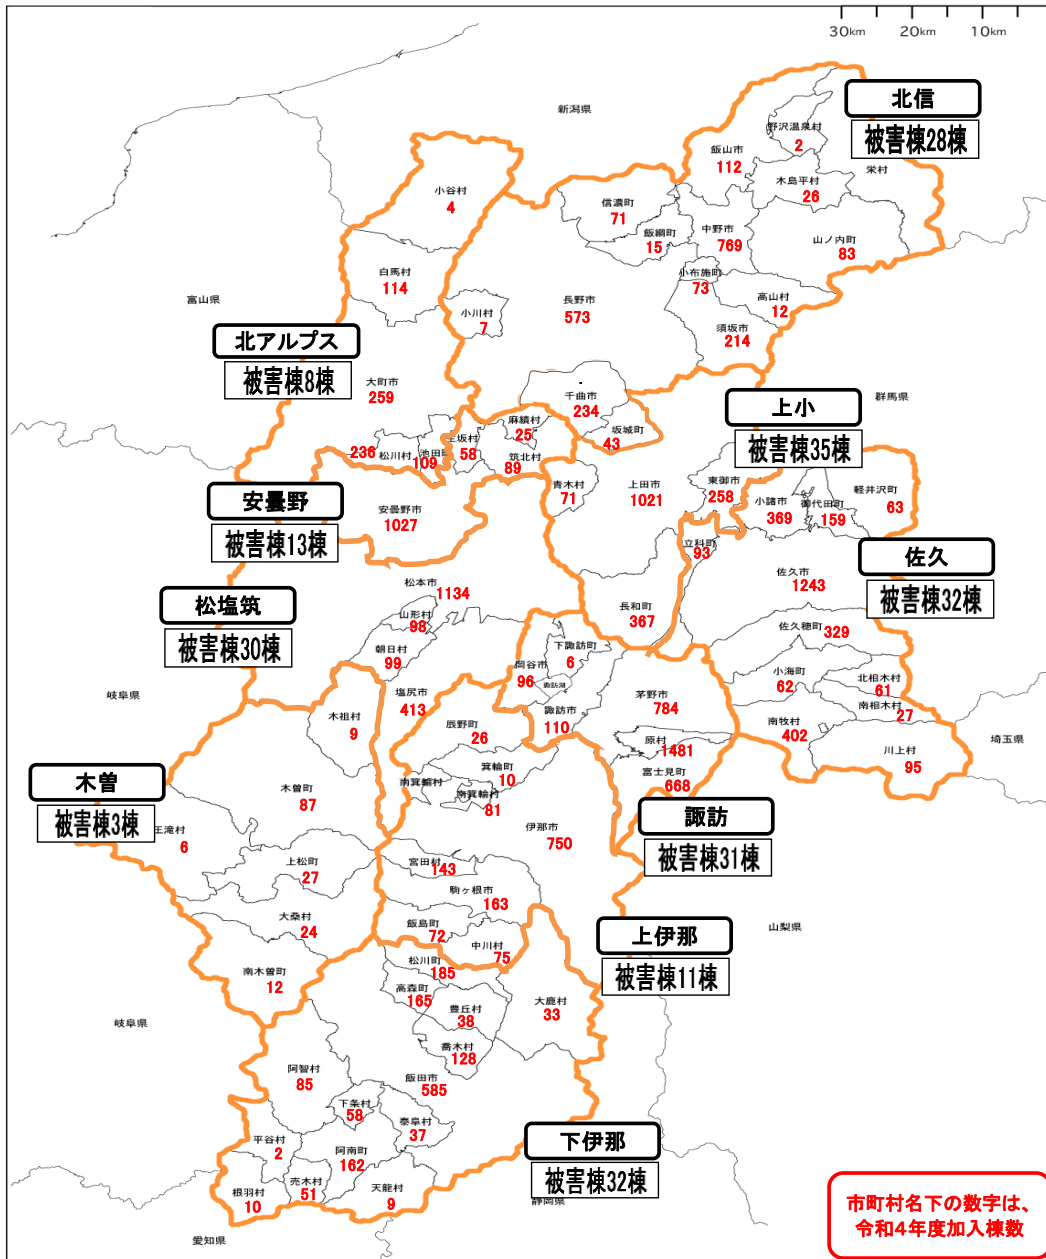 30km 20km 10km
新潟県
北信
被害棟28棟
野沢温泉村
2
飯山市
112
栄村
木島平村
26
小谷村
4
信濃町
71
飯綱町
15
中野市
769
山ノ内町
83
白馬村
114
小布施町
73
高山村
12
富山県
長野市
573
小川村
7
須坂市
214
北アルプス
被害棟8棟
大町市
259
千曲市
234
上小
被害棟35棟
群馬県
麻績村
25
坂城町
43
生坂村
58
236
松川村
池田町
109
筑北村
89
青木村
71
上田市
1021
東御市
258
小諸市
369
御代田町
159
軽井沢町
63
安曇野
被害棟13棟
安曇野市
1027
立科町
93
佐久
被害棟32棟
佐久市
1243
松本市
1134
松塩筑
被害棟30棟
山形村
98
長和町
367
佐久穂町
329
朝日村
99
下諏訪町
6
岡谷市
96
諏訪湖
小海町
62
北相木村
61
岐阜県
塩尻市
413
茅野市
784
南相木村
27
木祖村
9
辰野町
26
諏訪市
110
南牧村
402
埼玉県
原村
1481
川上村
95
箕輪町
10
富士見町
668
木曽
被害棟3棟
木曽町
87
南箕輪村
南箕輪村
81
諏訪
被害棟31棟
王滝村
6
伊那市
750
上松町
27
宮田村
143
駒ヶ根市
163
大桑村
24
飯島町
72
中川村
75
山梨県
上伊那
被害棟11棟
南木曽町
12
松川町
185
高森町
165
大鹿村
33
豊丘村
38
岐阜県
喬木村
128
阿智村
85
飯田市
585
下条村
58
泰阜村
37
下伊那
被害棟32棟
平谷村
2
阿南町
162
売木村
51
天龍村
9
根羽村
10
静岡県
愛知県
市町村名下の数字は、
令和4年度加入棟数